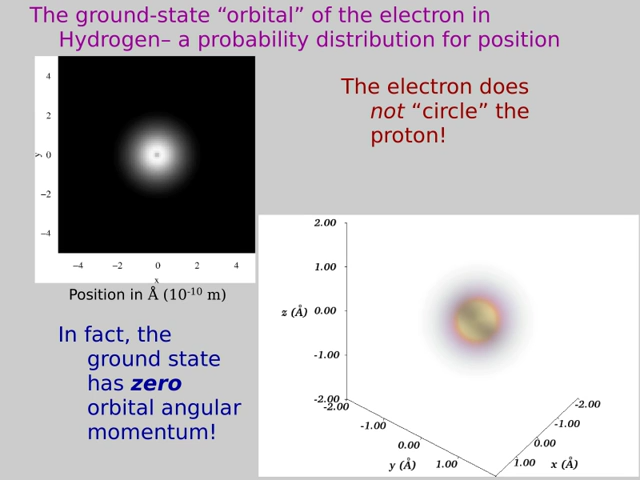 The ground-state “orbital” of the electron in
Hydrogen– a probability distribution for position
The electron does
not “circle” the
proton!
4
2
y 0
−2
−4
−4 −2 0 2 4
x
Position in Å (10-10 m)
In fact, the
ground state
has zero
orbital angular
momentum!
2.00
1.00
z (Å) 0.00
-1.00
-2.00
-2.00
-1.00
0.00
y (Å) 1.00
-2.00
-1.00
0.00
1.00 x (Å)